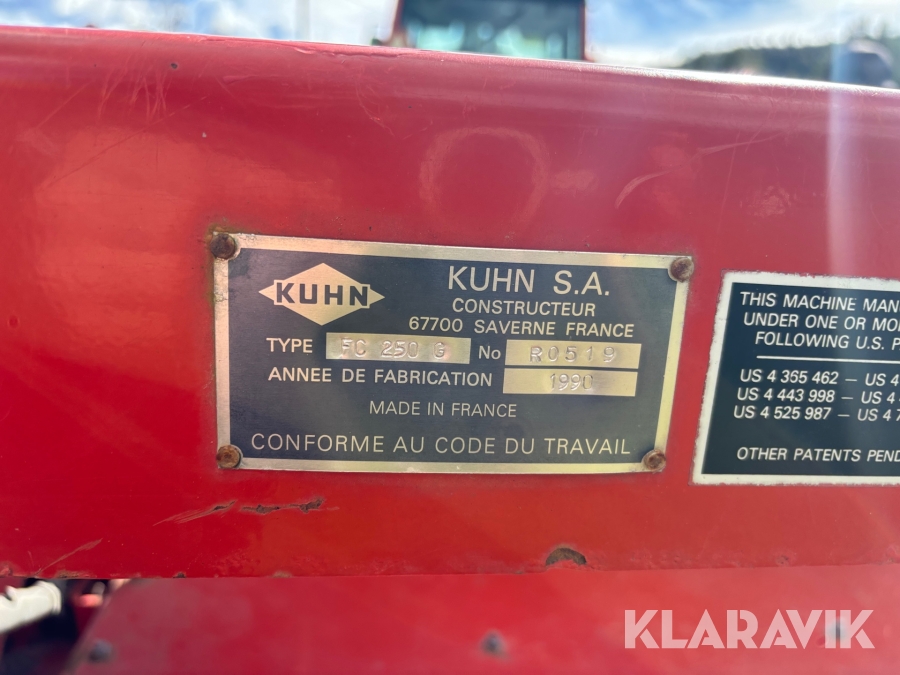 KUHN
KUHN S.A.
CONSTRUCTEUR
67700 SAVERNE FRANCE
TYPE FC 250 G No R0519
ANNEE DE FABRICATION 1990
MADE IN FRANCE
CONFORME AU CODE DU TRAVAIL
THIS MACHINE MAN
UNDER ONE OR MO
FOLLOWING U.S. P
US 4 365 462 — US 4
US 4 443 998 — US 4
US 4 525 987 — US 4 7
OTHER PATENTS PEND
KLARAVIK